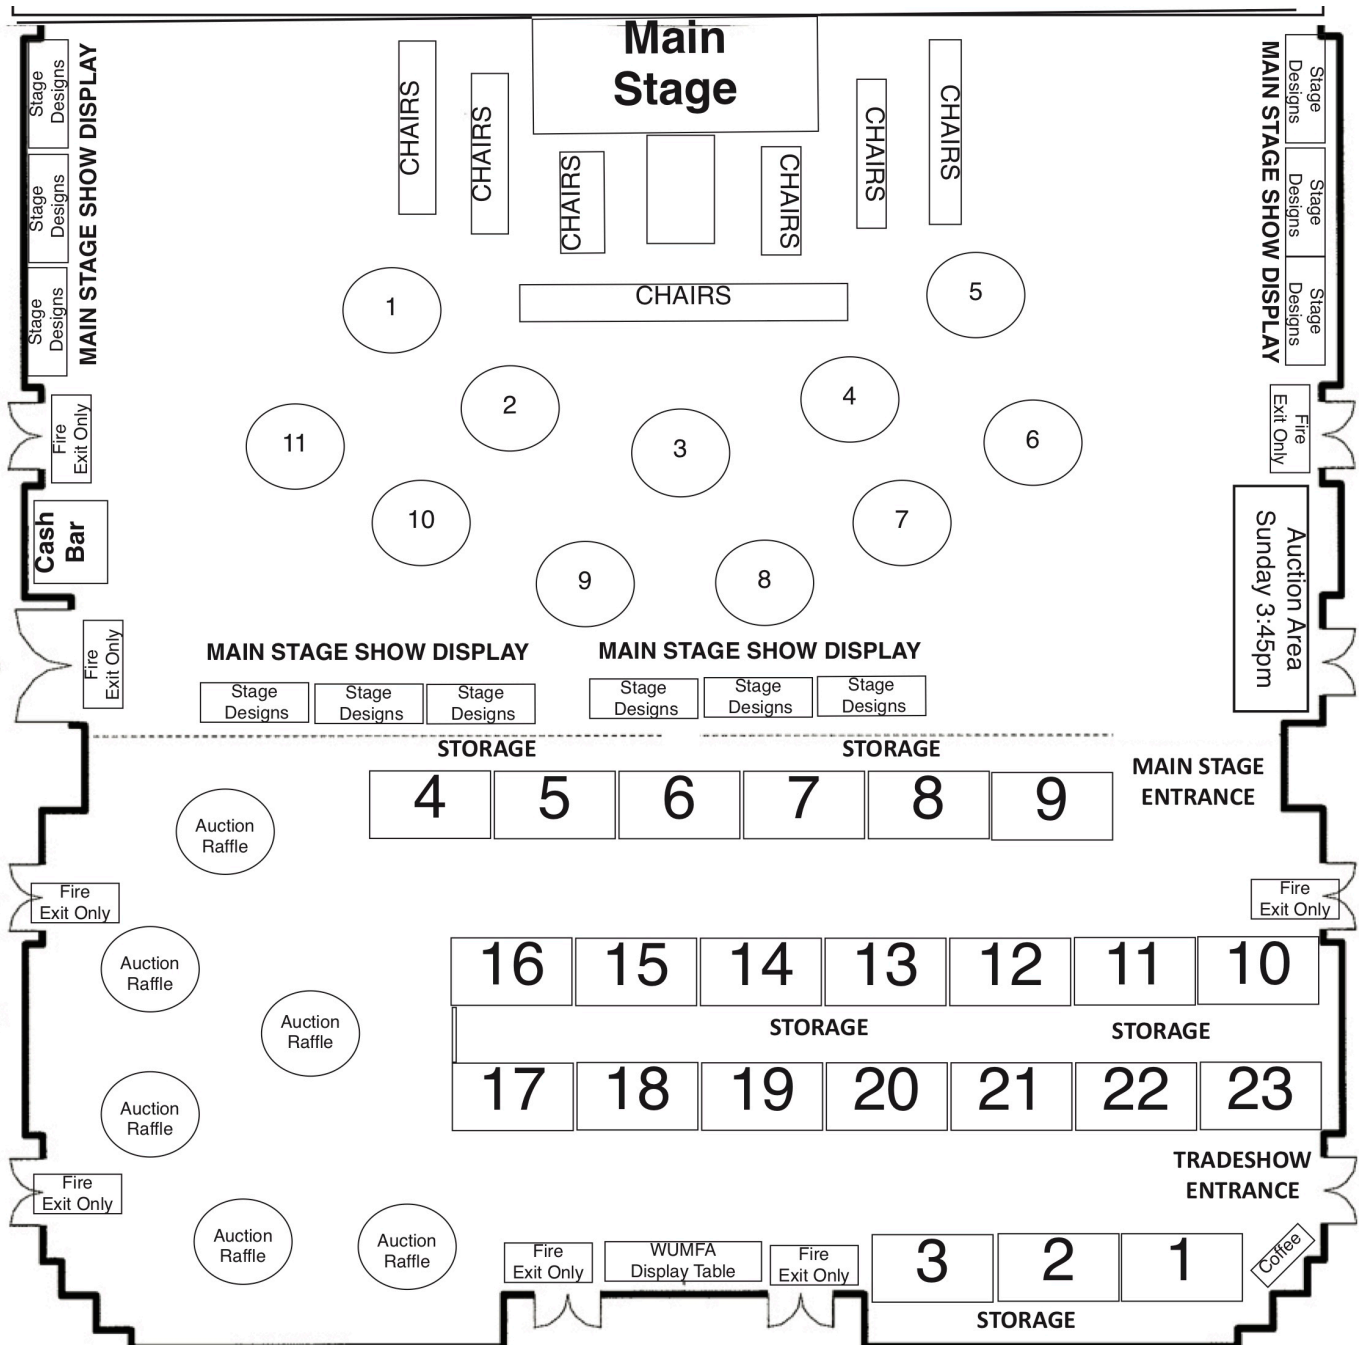 Main
Stage
CHAIRS
CHAIRS
CHAIRS
CHAIRS
CHAIRS
CHAIRS
CHAIRS
Stage
Designs
Stage
Designs
Stage
Designs
MAIN STAGE SHOW DISPLAY
MAIN STAGE SHOW DISPLAY
Stage
Designs
Stage
Designs
Stage
Designs
1
5
2
4
11
3
6
10
7
9
8
Fire
Exit Only
Fire
Exit Only
Cash
Bar
Auction Area
Sunday 3:45pm
Fire
Exit Only
MAIN STAGE SHOW DISPLAY
MAIN STAGE SHOW DISPLAY
Stage
Designs
Stage
Designs
Stage
Designs
Stage
Designs
Stage
Designs
Stage
Designs
STORAGE
STORAGE
4 5 6 7 8 9
MAIN STAGE
ENTRANCE
Auction
Raffle
Fire
Exit Only
Fire
Exit Only
16 15 14 13 12 11 10
Auction
Raffle
Auction
Raffle
STORAGE
STORAGE
17 18 19 20 21 22 23
Auction
Raffle
TRADESHOW
ENTRANCE
Fire
Exit Only
Auction
Raffle
Auction
Raffle
Fire
Exit Only
WUMFA
Display Table
Fire
Exit Only
3 2 1
Coffee
STORAGE